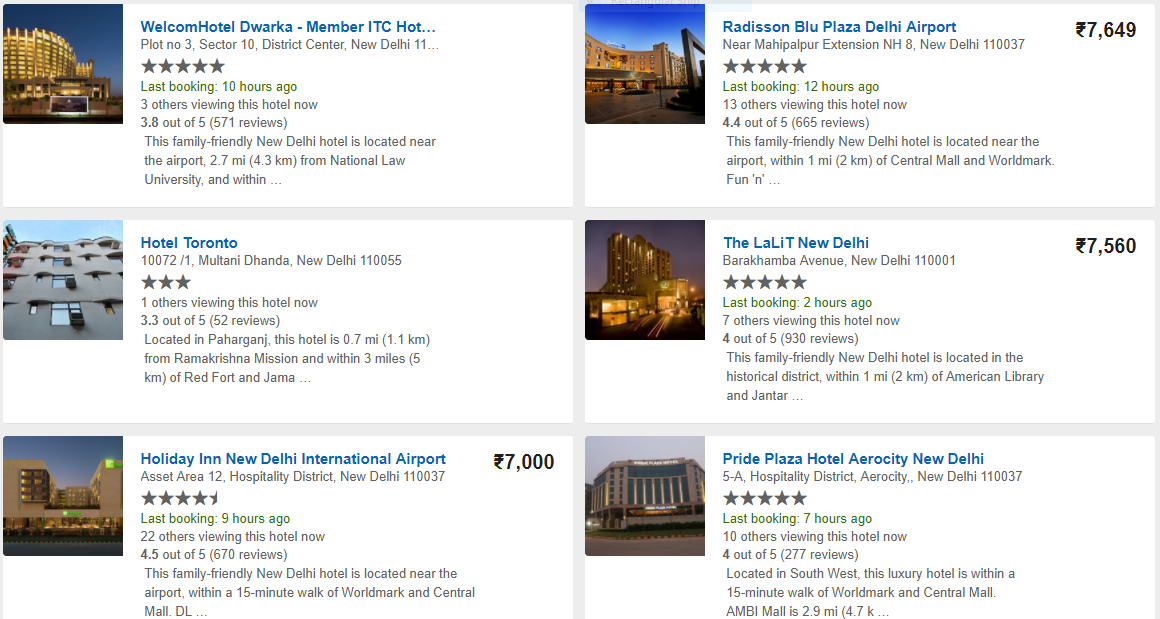 WelcomHotel Dwarka - Member ITC Hot…
Plot no 3, Sector 10, District Center, New Delhi 11…
Last booking: 10 hours ago
3 others viewing this hotel now
3.8 out of 5 (571 reviews)
This family-friendly New Delhi hotel is located near
the airport, 2.7 mi (4.3 km) from National Law
University, and within …
Radisson Blu Plaza Delhi Airport
₹7,649
Near Mahipalpur Extension NH 8, New Delhi 110037
Last booking: 12 hours ago
13 others viewing this hotel now
4.4 out of 5 (665 reviews)
This family-friendly New Delhi hotel is located near the
airport, within 1 mi (2 km) of Central Mall and Worldmark.
Fun 'n' …
Hotel Toronto
10072 /1, Multani Dhanda, New Delhi 110055
1 others viewing this hotel now
3.3 out of 5 (52 reviews)
Located in Paharganj, this hotel is 0.7 mi (1.1 km)
from Ramakrishna Mission and within 3 miles (5
km) of Red Fort and Jama …
The LaLiT New Delhi
₹7,560
Barakhamba Avenue, New Delhi 110001
Last booking: 2 hours ago
7 others viewing this hotel now
4 out of 5 (930 reviews)
This family-friendly New Delhi hotel is located in the
historical district, within 1 mi (2 km) of American Library
and Jantar …
Holiday Inn New Delhi International Airport
₹7,000
Asset Area 12, Hospitality District, New Delhi 110037
Last booking: 9 hours ago
22 others viewing this hotel now
4.5 out of 5 (670 reviews)
This family-friendly New Delhi hotel is located near the
airport, within a 15-minute walk of Worldmark and Central
Mall. DL …
Pride Plaza Hotel Aerocity New Delhi
5-A, Hospitality District, Aerocity,, New Delhi 110037
Last booking: 7 hours ago
10 others viewing this hotel now
4 out of 5 (277 reviews)
Located in South West, this luxury hotel is within a
15-minute walk of Worldmark and Central Mall.
AMBI Mall is 2.9 mi (4.7 k …